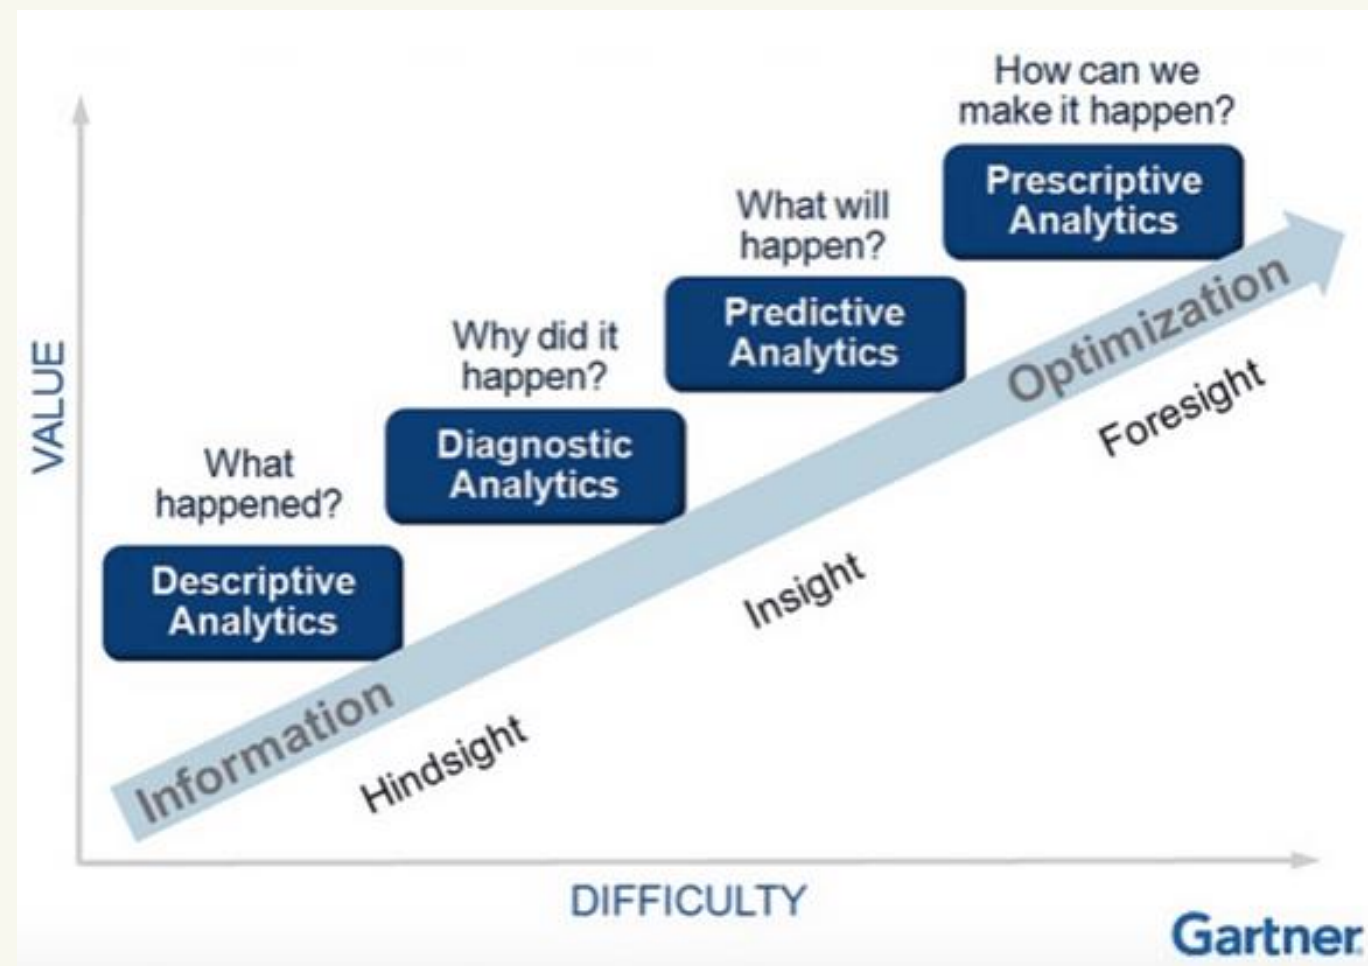 How can we
make it happen?
Prescriptive
Analytics
What will
happen?
Predictive
Analytics
Why did it
happen?
Diagnostic
Analytics
What
happened?
Descriptive
Analytics
VALUE
Information
Optimization
Hindsight
Insight
Foresight
DIFFICULTY
Gartner